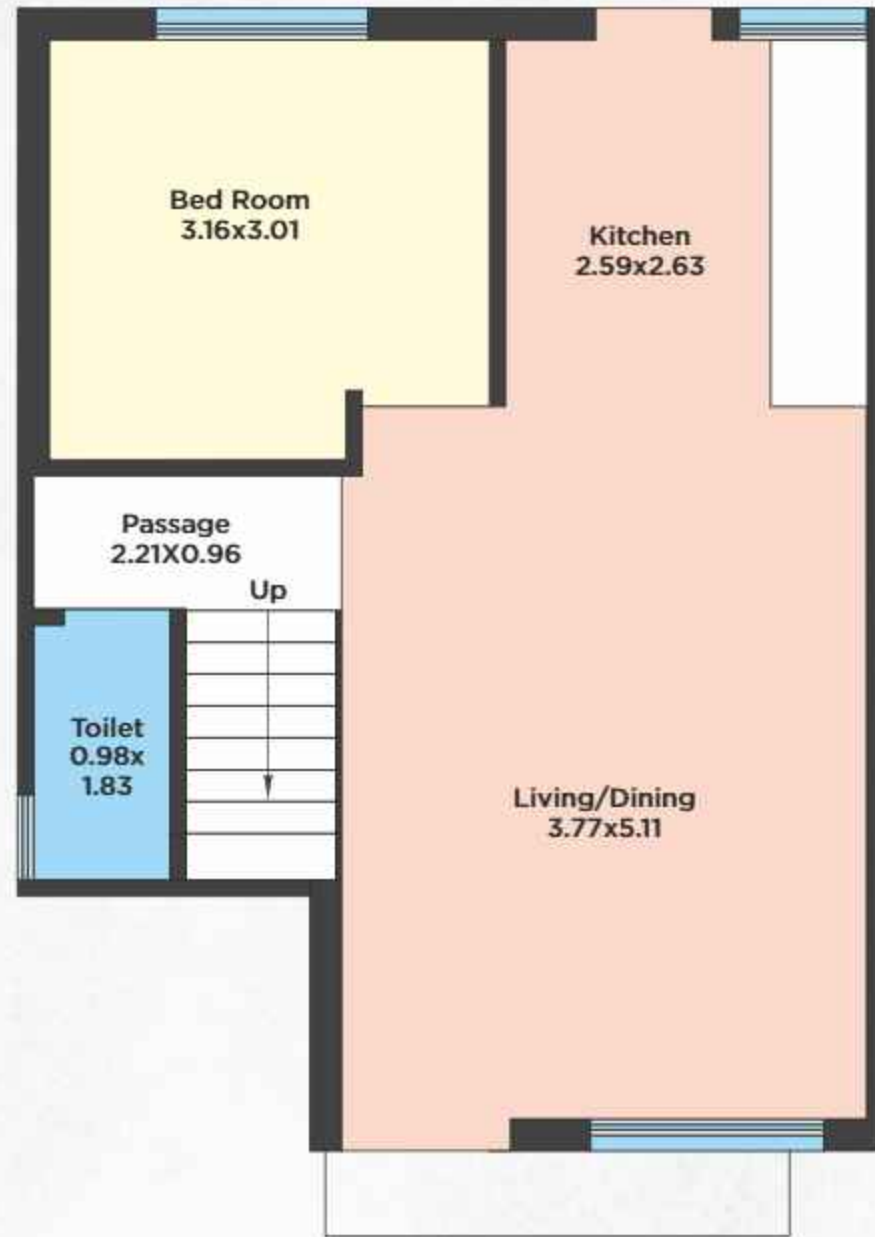 Bed Room
3.16x3.01
Kitchen
2.59x2.63
Passage
2.21X0.96
Up
Toilet
0.98x
1.83
Living/Dining
3.77x5.11